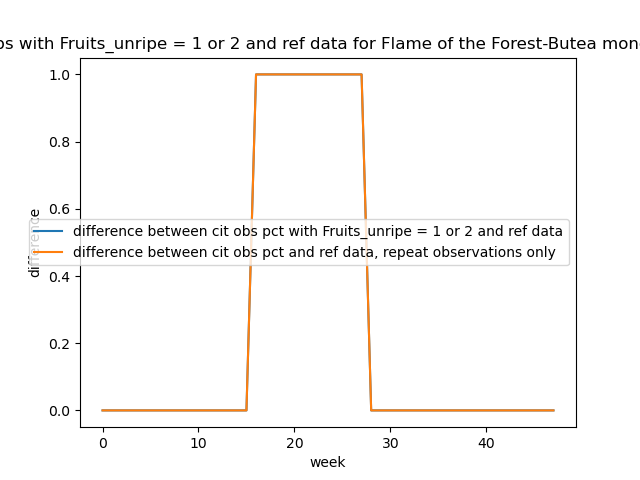 with Fruits_unripe = 1 or 2 and ref data for Flame of the Forest-Butea
1.0
0.8
0.6
0.4
0.2
0.0
difference
difference between cit obs pct with Fruits_unripe = 1 or 2 and ref data
difference between cit obs pct and ref data, repeat observations only
0 10 20 30 40
week